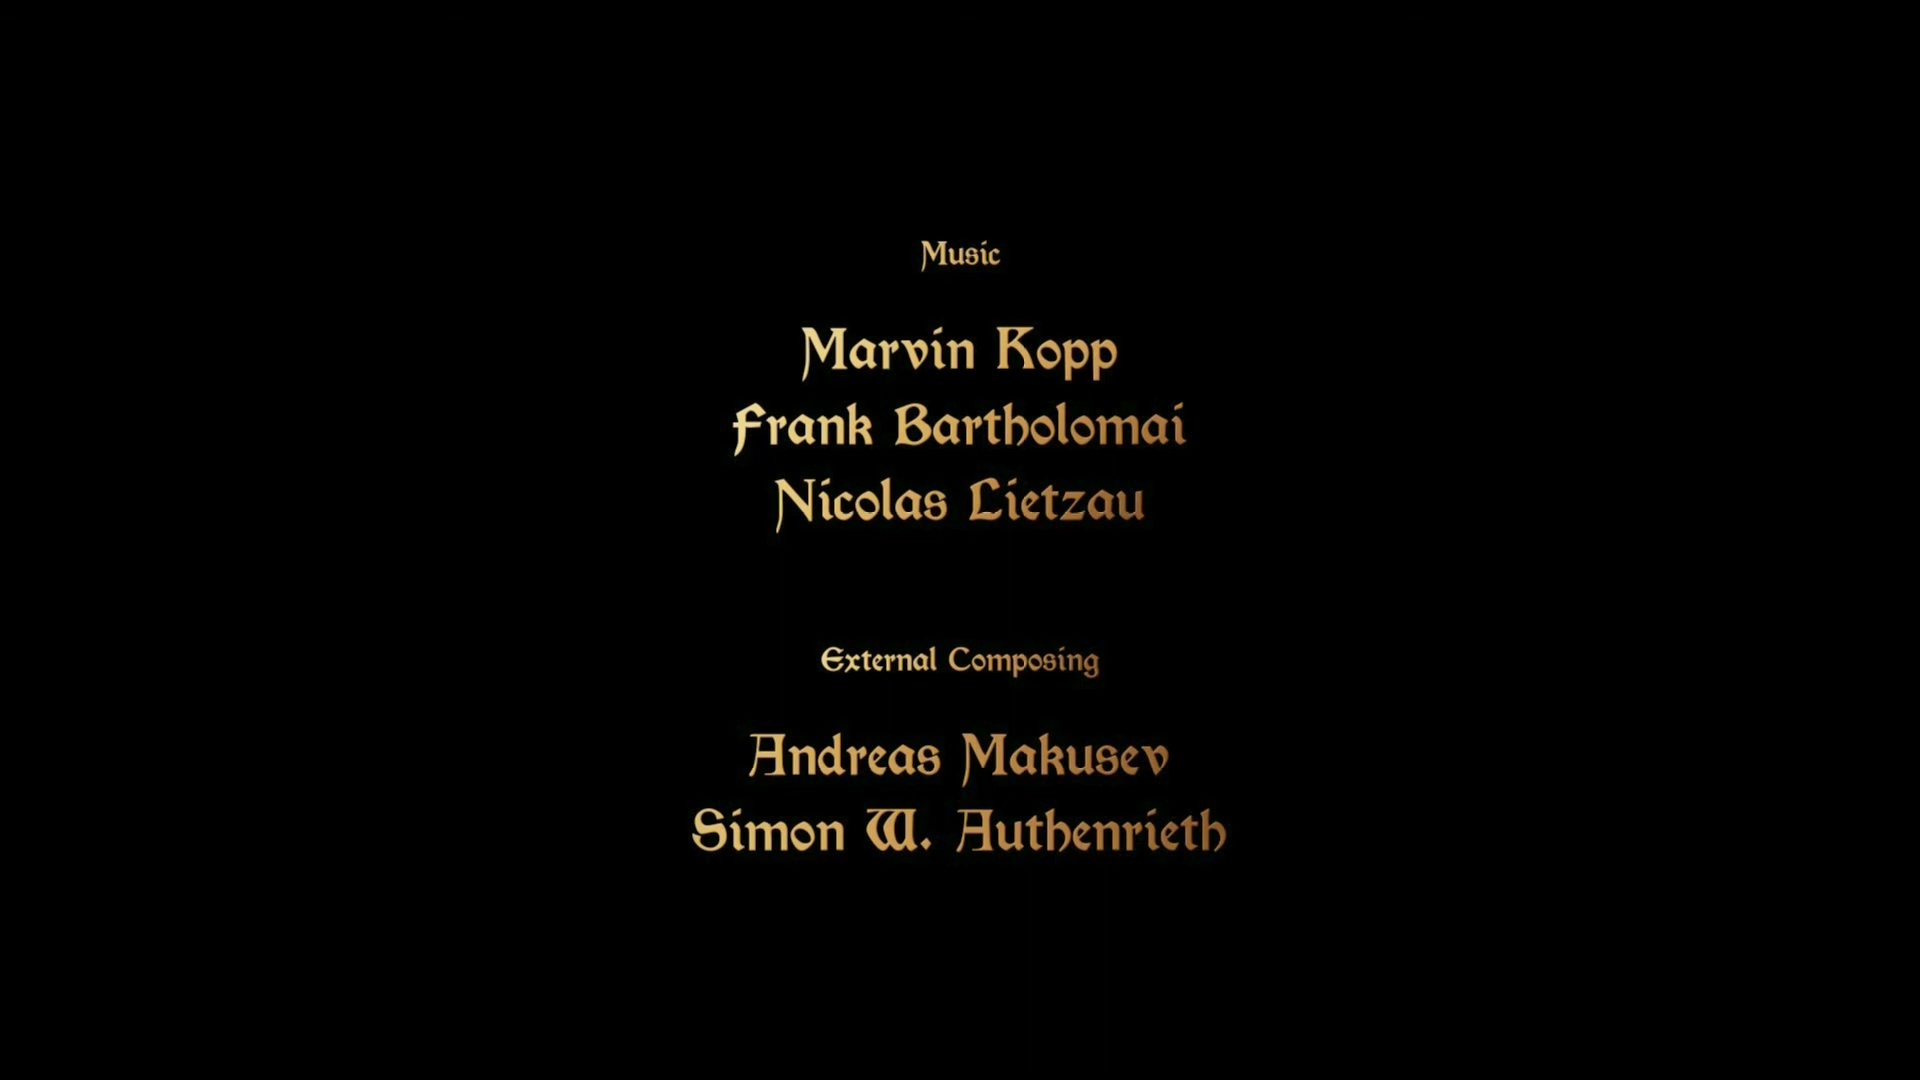 Music
Marvin Kopp
Frank Bartholomai
Nicolas Lietzau
External Composing
Andreas Makusev
Simon W. Authenrieth